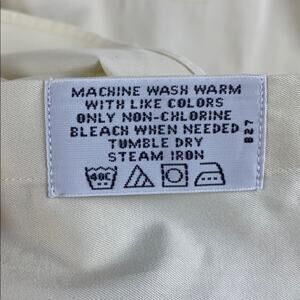 MACHINE WASH WARM
WITH LIKE COLORS
ONLY NON-CHLORINE
BLEACH WHEN NEEDED
TUMBLE DRY
STEAM IRON
40C
B27